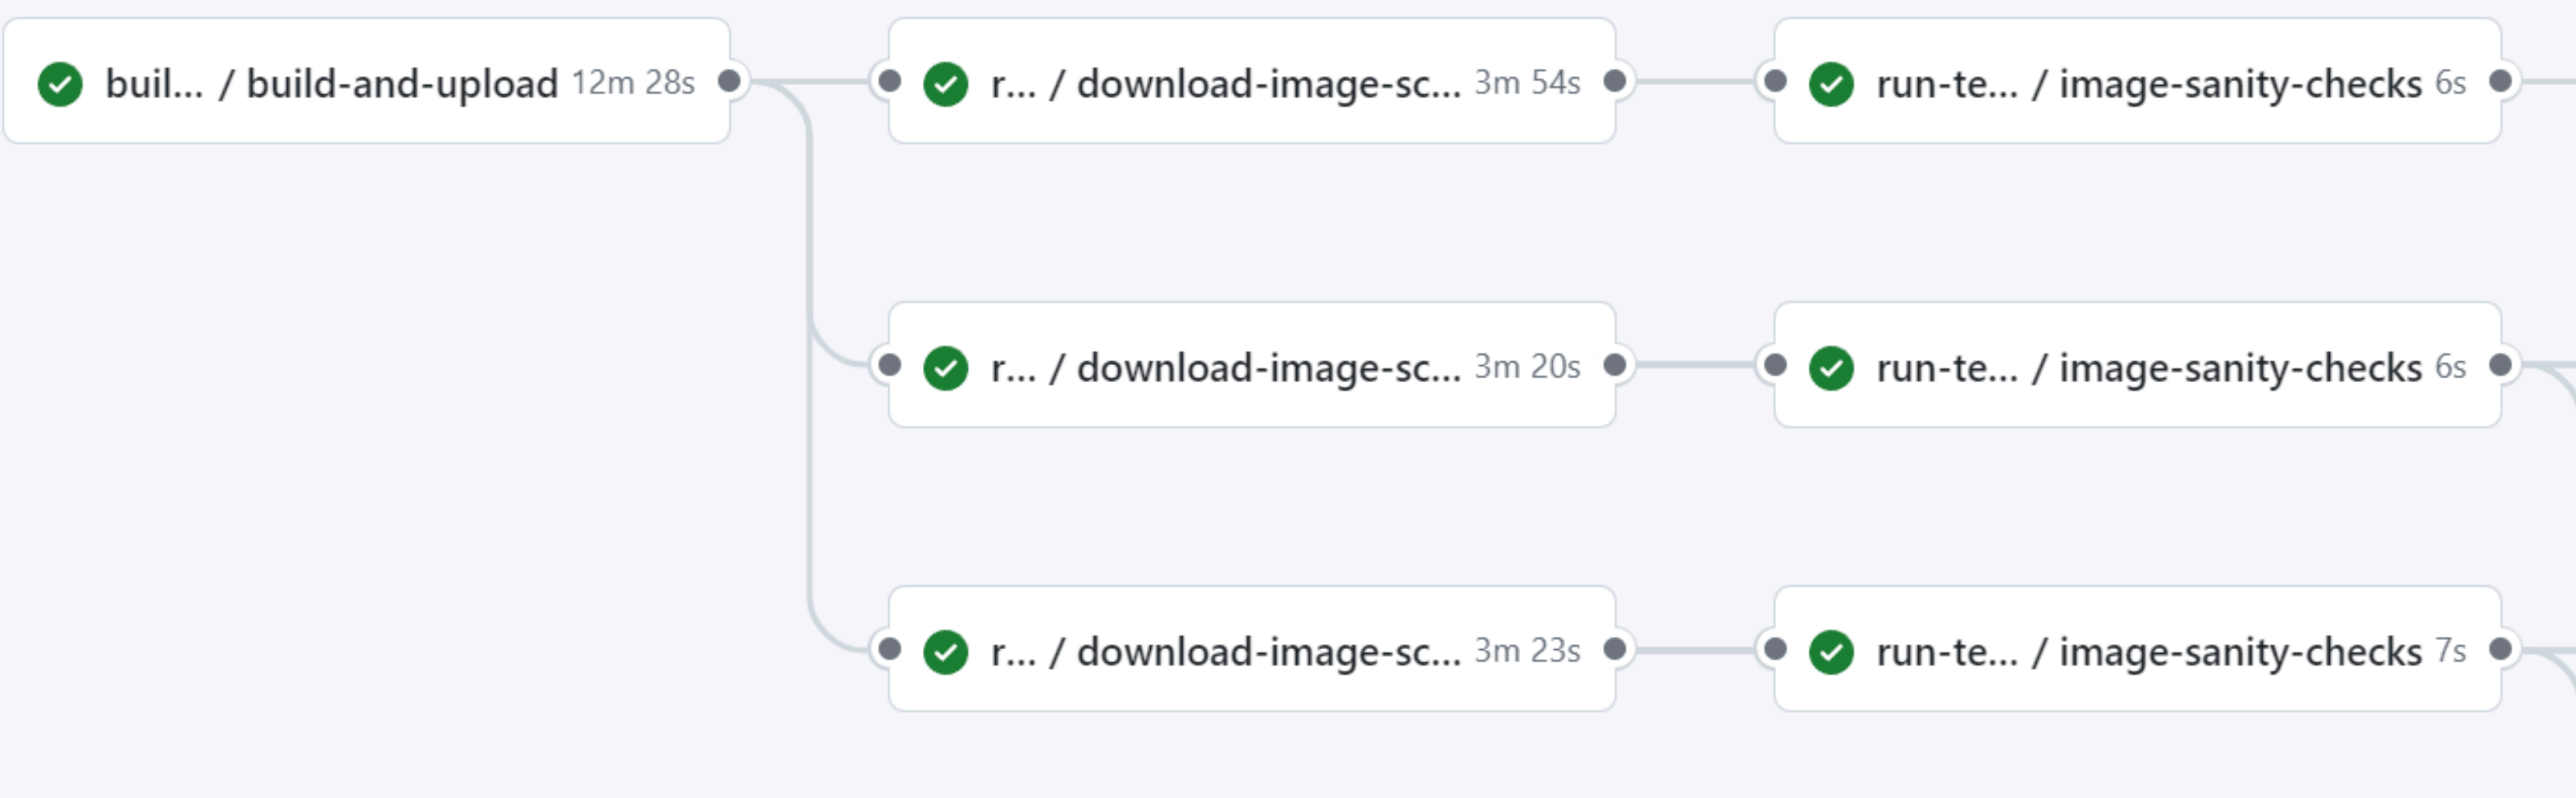 buil... / build-and-upload 12m 28s
r... / download-image-sc... 3m 54s
run-te... / image-sanity-checks 6s
r... / download-image-sc... 3m 20s
run-te... / image-sanity-checks 6s
r... / download-image-sc... 3m 23s
run-te... / image-sanity-checks 7s